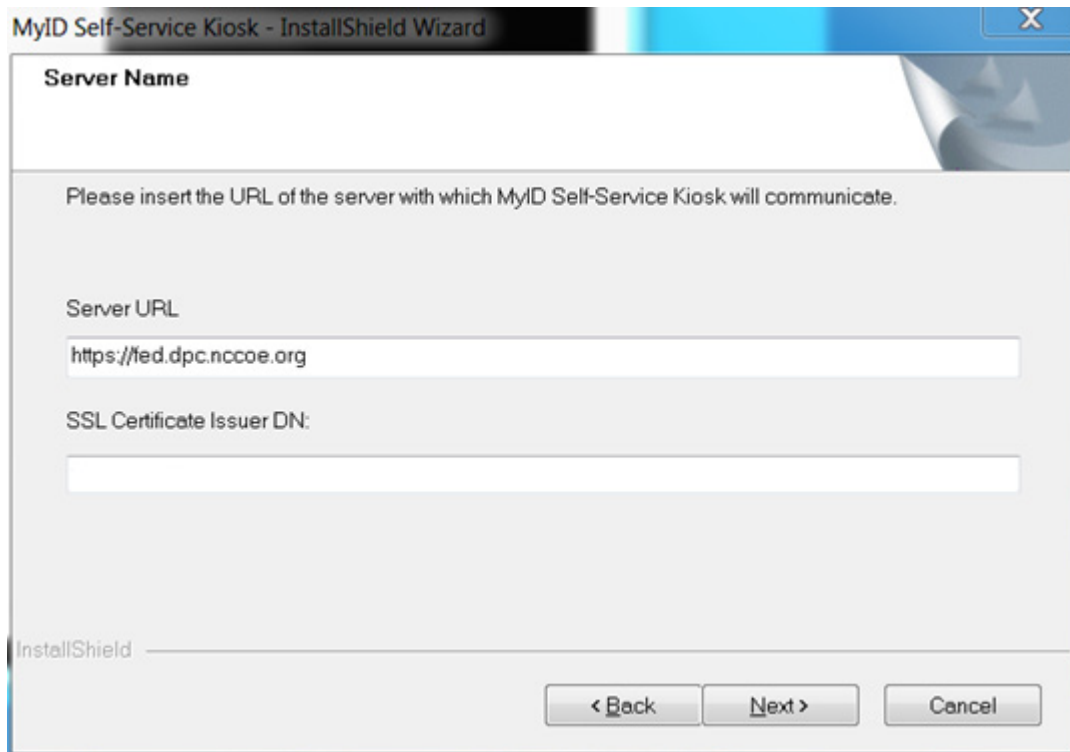 MyID Self-Service Kiosk - InstallShield Wizard
Server Name
Please insert the URL of the server with which MyID Self-Service Kiosk will communicate.
Server URL
https://fed.dpc.nccoe.org
SSL Certificate Issuer DN:
InstallShield
< Back Next > Cancel